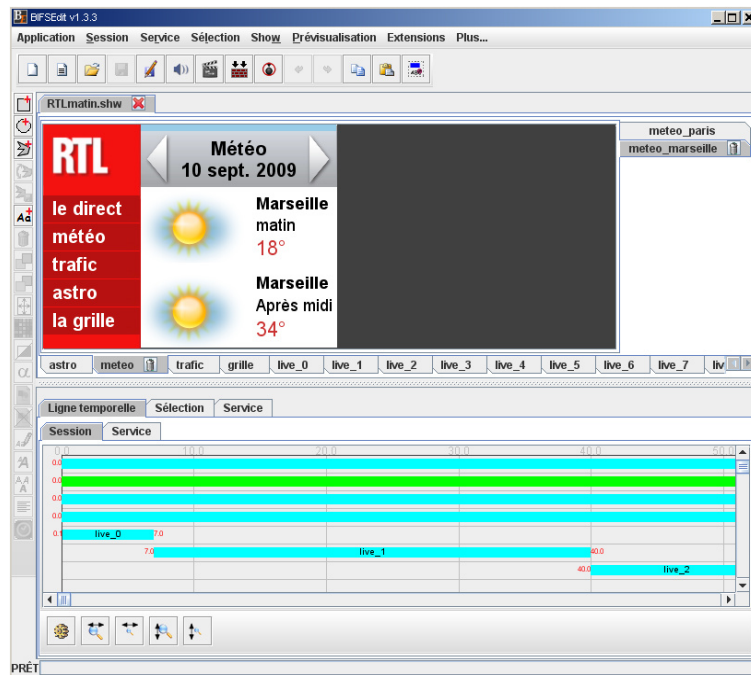 BIFSEdit v1.3.3
Application Session Service Sélection Show Prévisualisation Extensions Plus...
RTLmatin.shw
RTL
le direct
météo
trafic
astro
la grille
Météo
10 sept. 2009
Marseille
matin
18°
Marseille
Après midi
34°
meteo_paris
meteo_marseille
astro meteo trafic grille live_0 live_1 live_2 live_3 live_4 live_5 live_6 live_7 liv
Ligne temporelle Sélection Service
Session Service
0,0 10,0 20,0 30,0 40,0 50,0
0.0
0.0
0.0
0.0
0.1 live_0 7.0
7.0 live_1 40.0
40.0 live_2
PRÊT